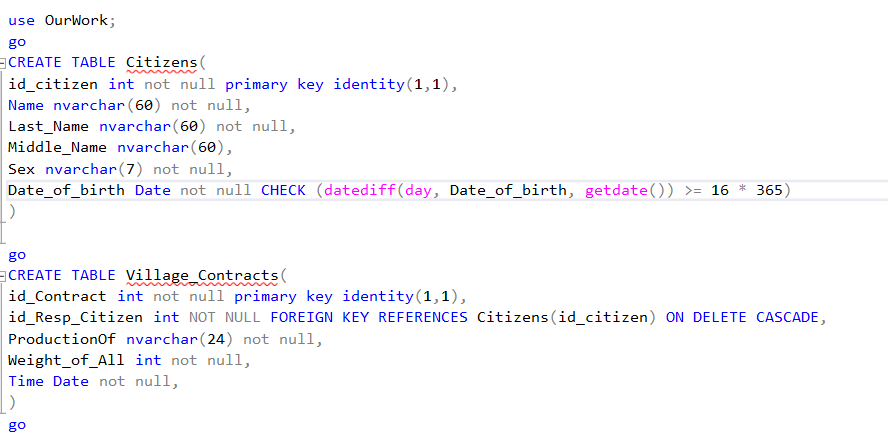 use OurWork;
go
CREATE TABLE Citizens(
id_citizen int not null primary key identity(1,1),
Name nvarchar(60) not null,
Last_Name nvarchar(60) not null,
Middle_Name nvarchar(60),
Sex nvarchar(7) not null,
Date_of_birth Date not null CHECK (datediff(day, Date_of_birth, getdate()) >= 16 * 365)
)
go
CREATE TABLE Village_Contracts(
id_Contract int not null primary key identity(1,1),
id_Resp_Citizen int NOT NULL FOREIGN KEY REFERENCES Citizens(id_citizen) ON DELETE CASCADE,
ProductionOf nvarchar(24) not null,
Weight_of_All int not null,
Time Date not null,
)
go